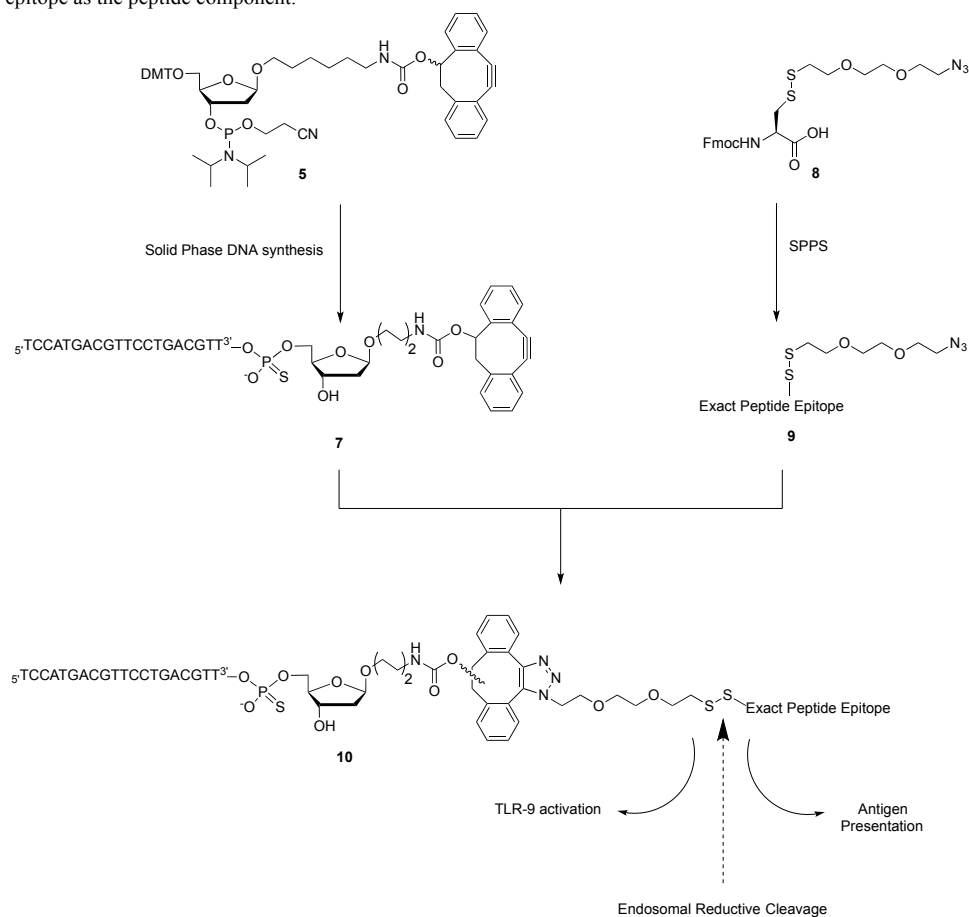 epitope as the peptide component.
DMTO
O
O
N
H
O
O
O
P
O
CN
N
5
S
S
O
O
N3
FmocHN
OH
O
8
Solid Phase DNA synthesis
SPPS
5'-TCCATGACGTTCCTGACGTT3'-O
P
-O
S
O
O
OH
O
2
H
N
O
O
7
S
S
O
O
N3
Exact Peptide Epitope
9
5'-TCCATGACGTTCCTGACGTT3'-O
P
-O
S
O
O
OH
O
2
H
N
O
O
N
N
N
O
O
S
S
Exact Peptide Epitope
10
TLR-9 activation
Antigen
Presentation
Endosomal Reductive Cleavage